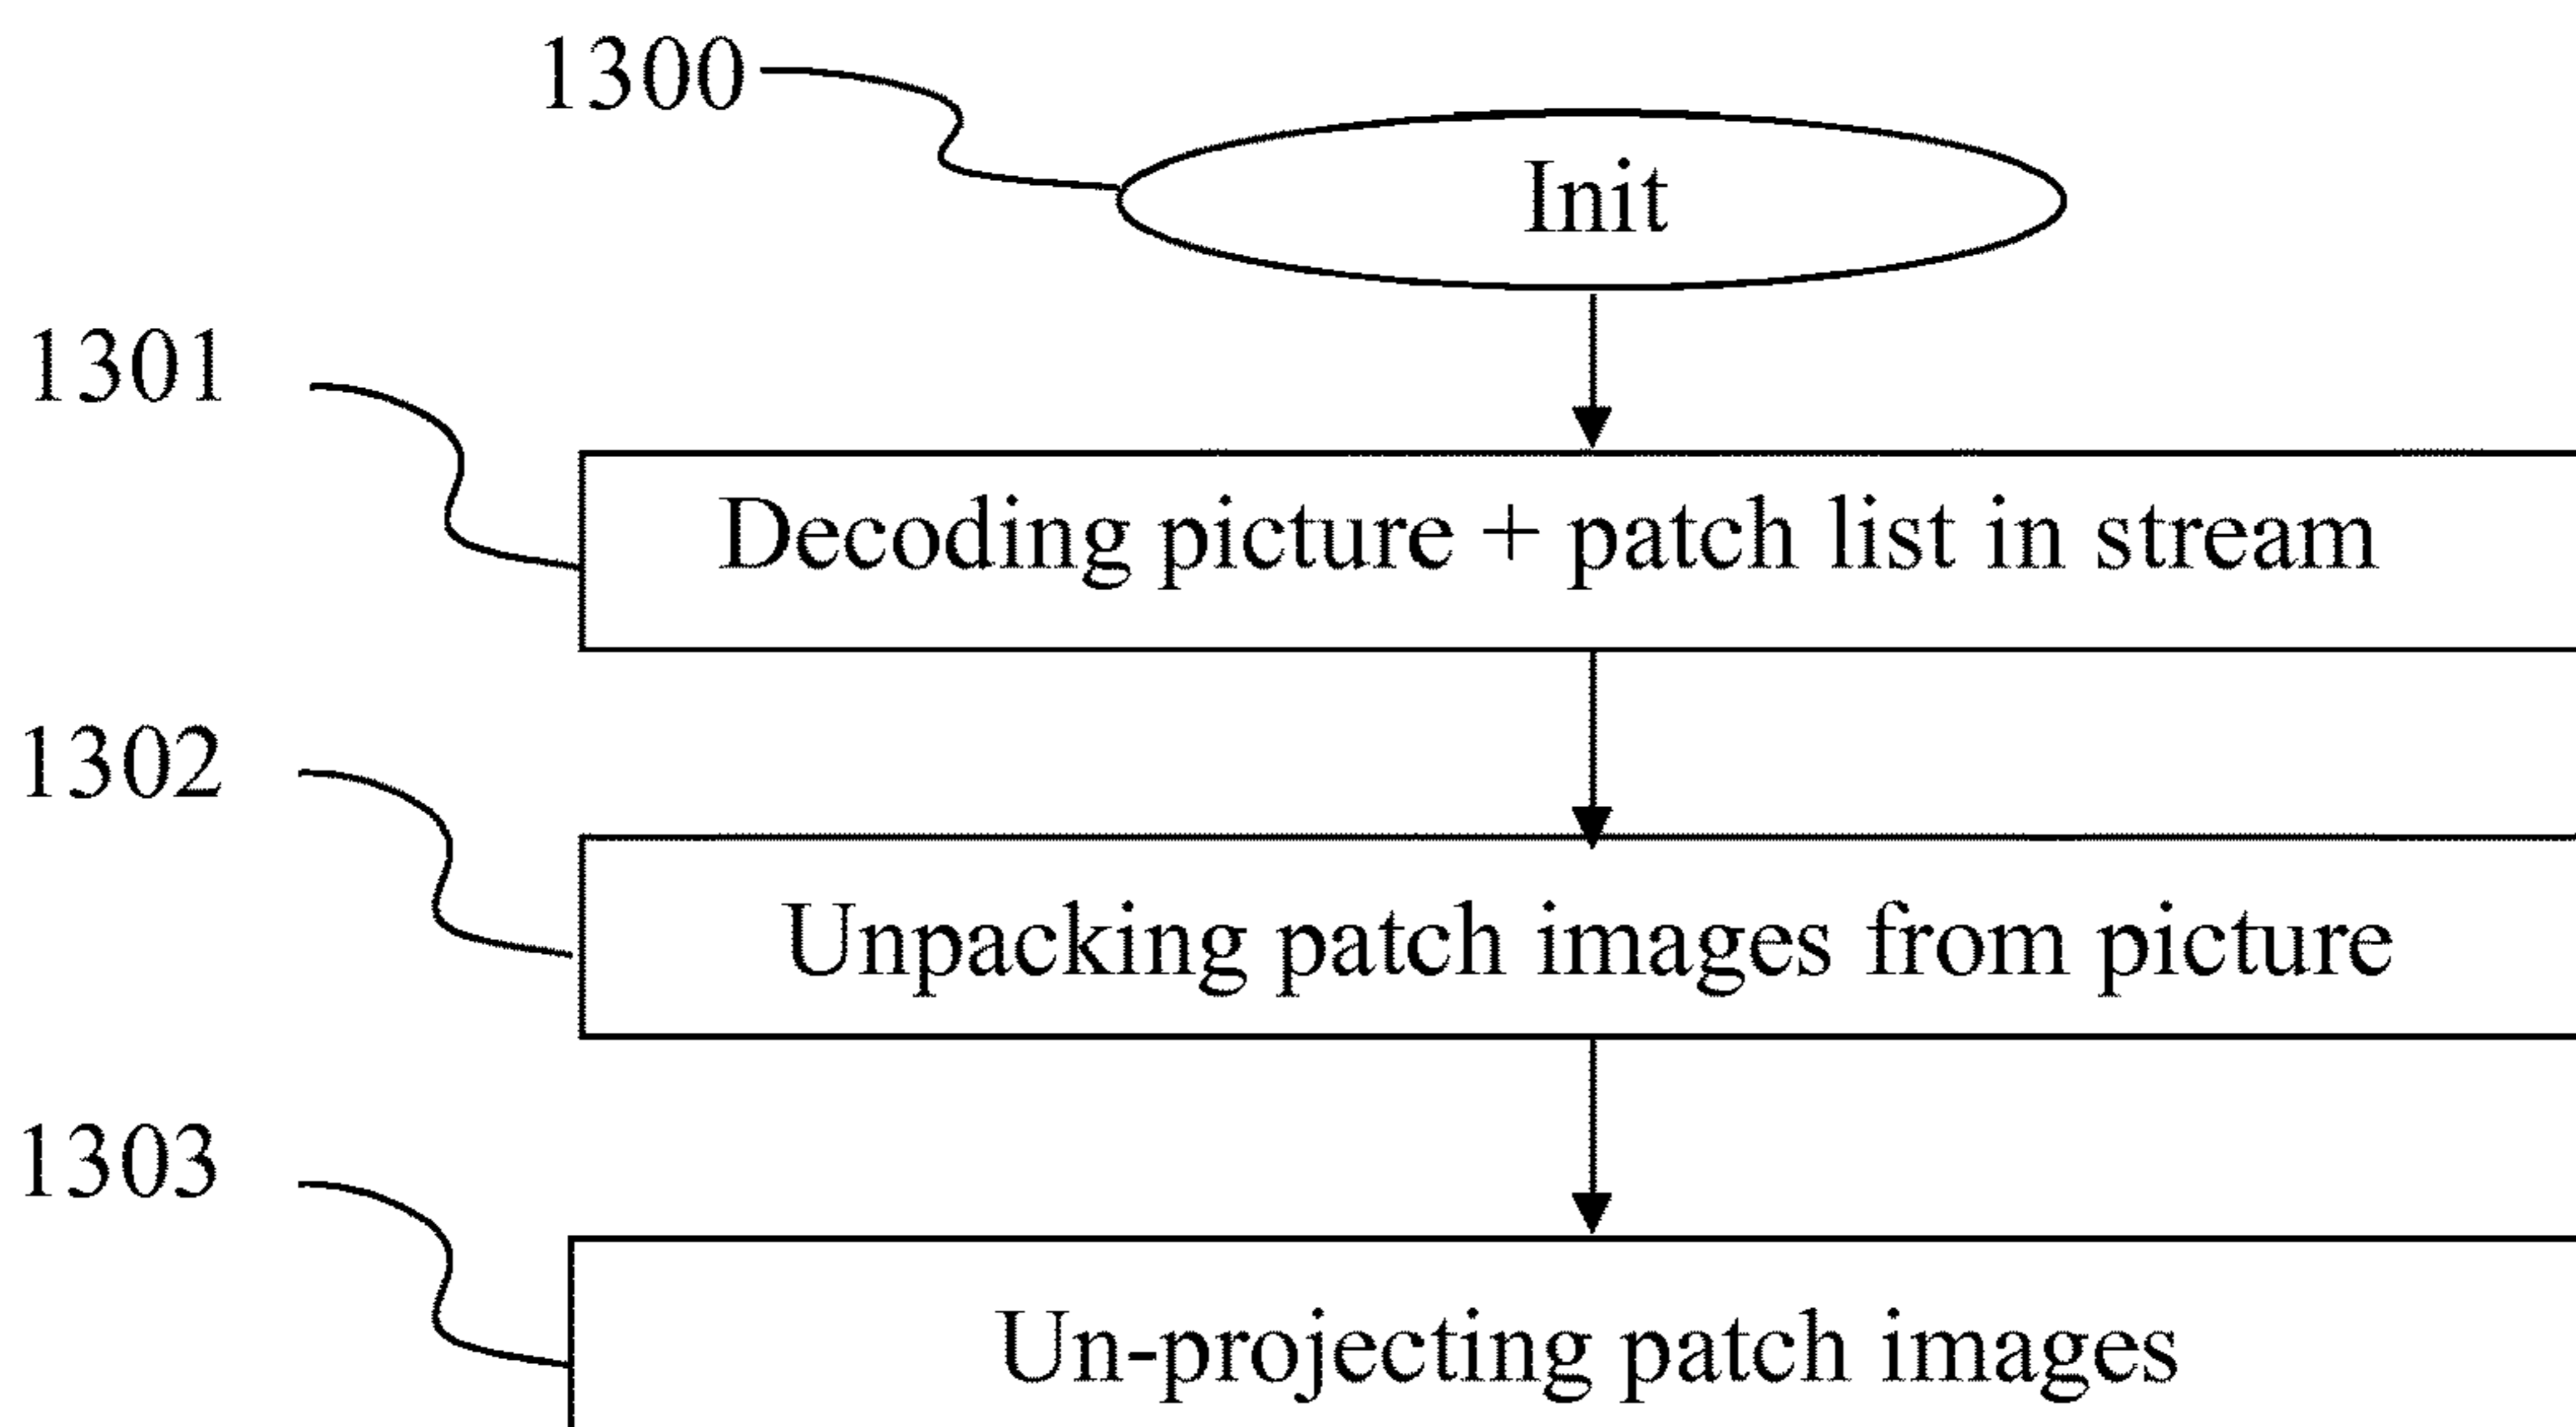 1300
Init
1301
Decoding picture + patch list in stream
1302
Unpacking patch images from picture
1303
Un-projecting patch images